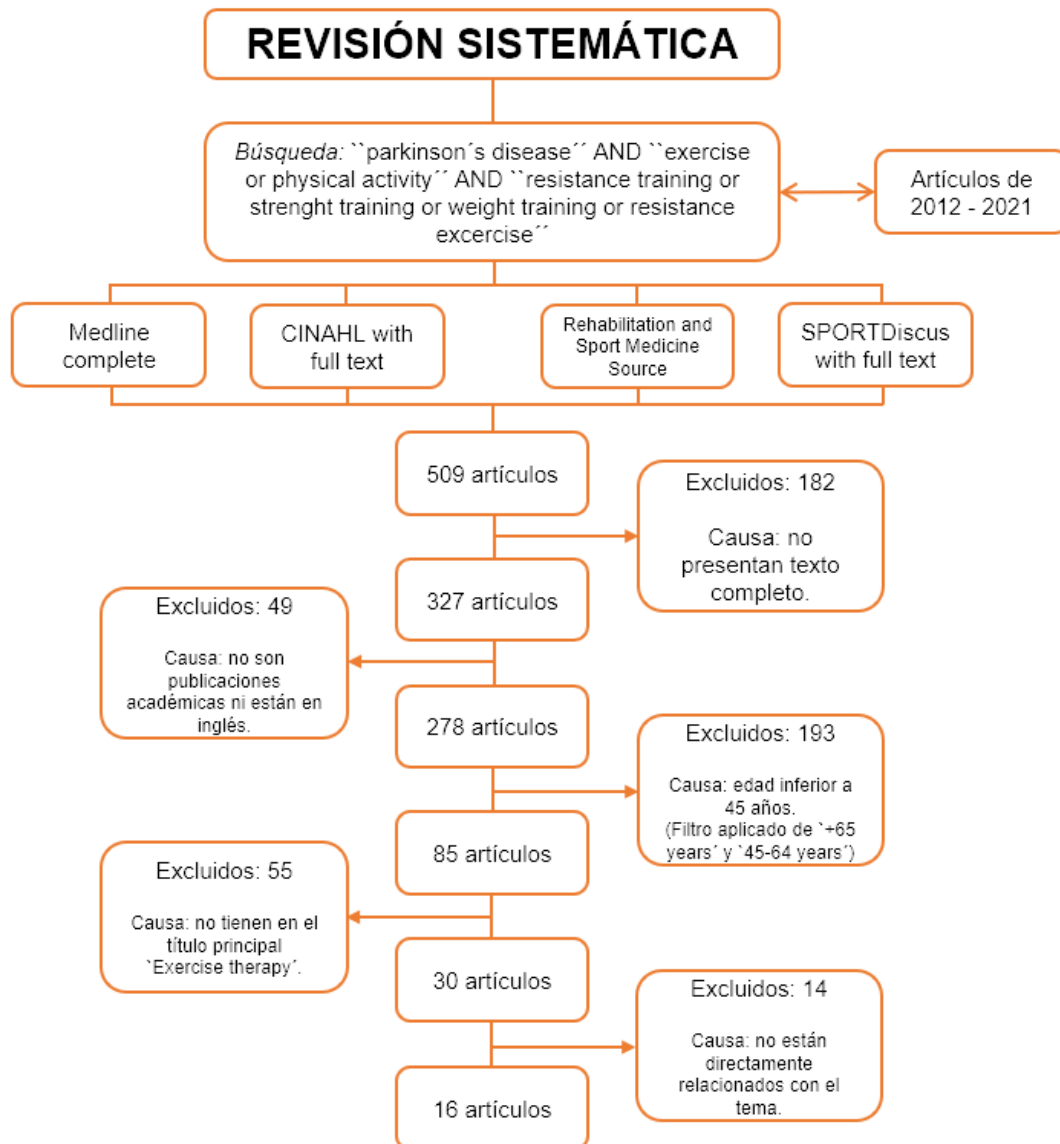 REVISIÓN SISTEMÁTICA
Búsqueda: ``parkinson´s disease´´ AND ``exercise
or physical activity´´ AND ``resistance training or
strenght training or weight training or resistance
excercise´´
Artículos de
2012 - 2021
Medline
complete
CINAHL with
full text
Rehabilitation and
Sport Medicine
Source
SPORTDiscus
with full text
509 artículos
Excluidos: 182
Causa: no
presentan texto
completo.
327 artículos
Excluidos: 49
Causa: no son
publicaciones
académicas ni están en
inglés.
278 artículos
Excluidos: 193
Causa: edad inferior a
45 años.
(Filtro aplicado de `+65
years´ y `45-64 years´)
85 artículos
Excluidos: 55
Causa: no tienen en el
título principal
`Exercise therapy´.
30 artículos
Excluidos: 14
Causa: no están
directamente
relacionados con el
tema.
16 artículos